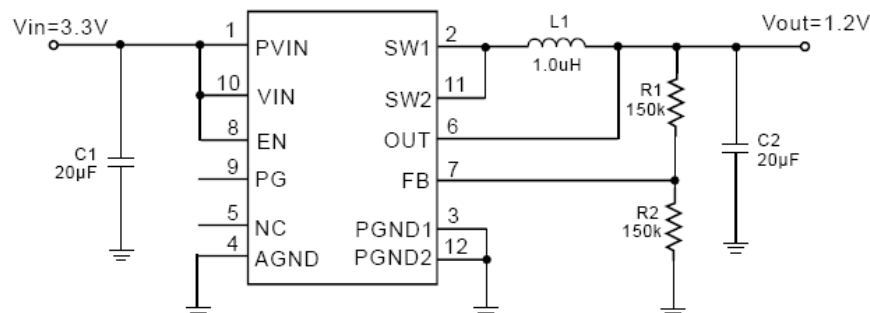 Vin=3.3V
Vout=1.2V
1
PVIN
10
VIN
8
EN
9
PG
5
NC
4
AGND
SW1
2
SW2
11
OUT
6
FB
7
PGND1
3
PGND2
12
L1
1.0uH
R1
150k
R2
150k
C1
20µF
C2
20µF